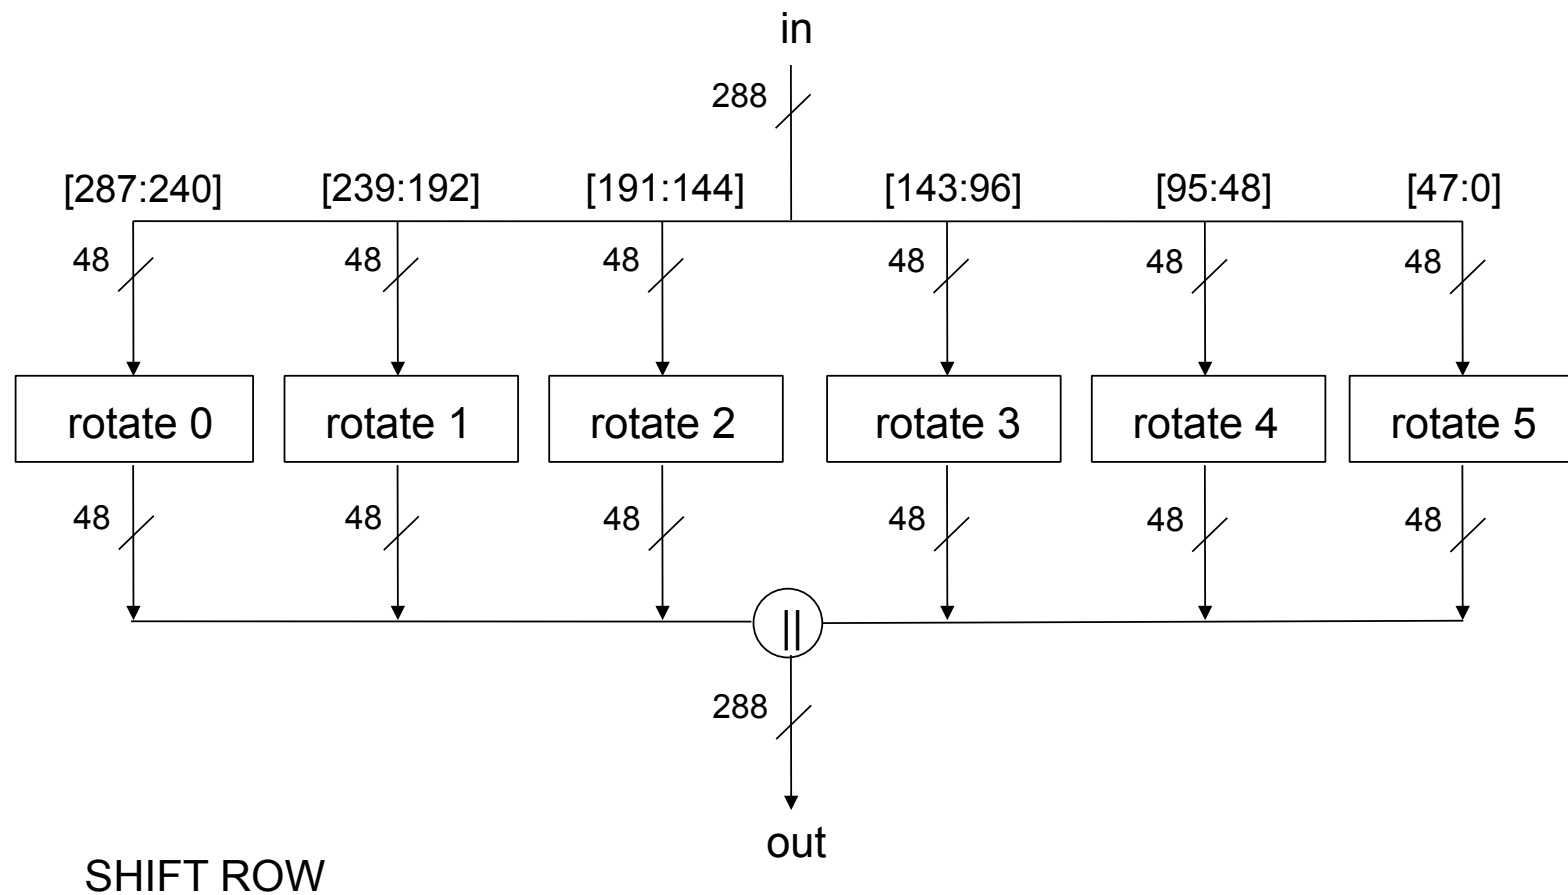 in
288
[287:240] [239:192] [191:144] [143:96] [95:48] [47:0]
48 48 48 48 48 48
rotate 0 rotate 1 rotate 2 rotate 3 rotate 4 rotate 5
48 48 48 48 48 48
||
288
out
SHIFT ROW